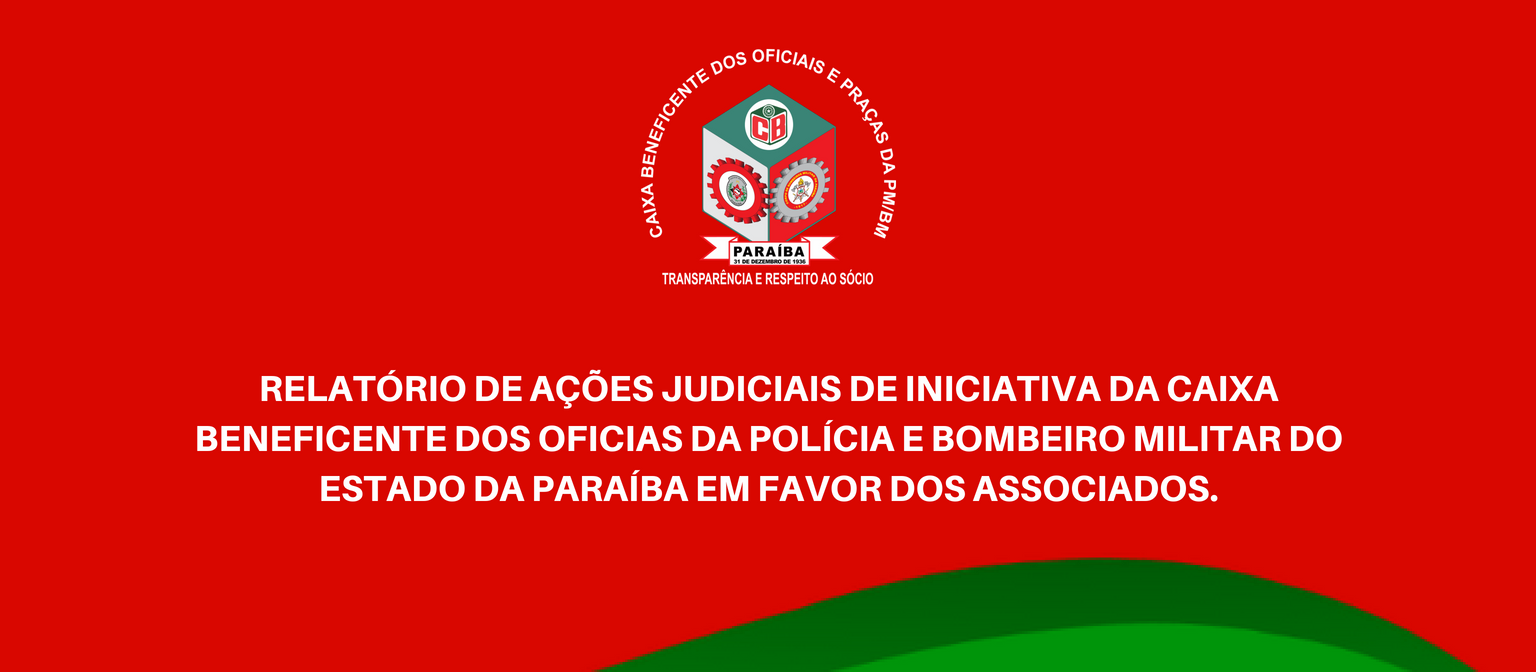 CAIXA BENEFICENTE DOS OFICIAIS E PRAÇAS DA PM/BM
CB
PARAÍBA
31 DE DEZEMBRO DE 1936
TRANSPARÊNCIA E RESPEITO AO SÓCIO
RELATÓRIO DE AÇÕES JUDICIAIS DE INICIATIVA DA CAIXA
BENEFICENTE DOS OFICIAS DA POLÍCIA E BOMBEIRO MILITAR DO
ESTADO DA PARAÍBA EM FAVOR DOS ASSOCIADOS.